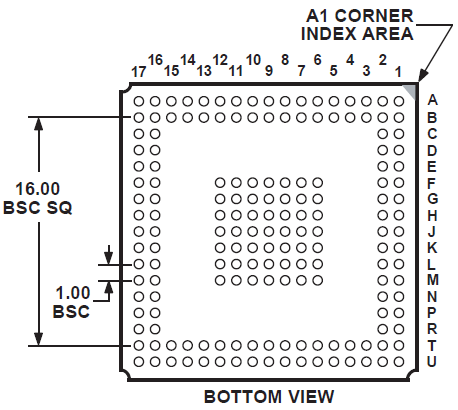 A1 CORNER
INDEX AREA
17 16 15 14 13 12 11 10 9 8 7 6 5 4 3 2 1
A
B
C
D
E
F
G
H
J
K
L
M
N
P
R
T
U
16.00
BSC SQ
1.00
BSC
BOTTOM VIEW